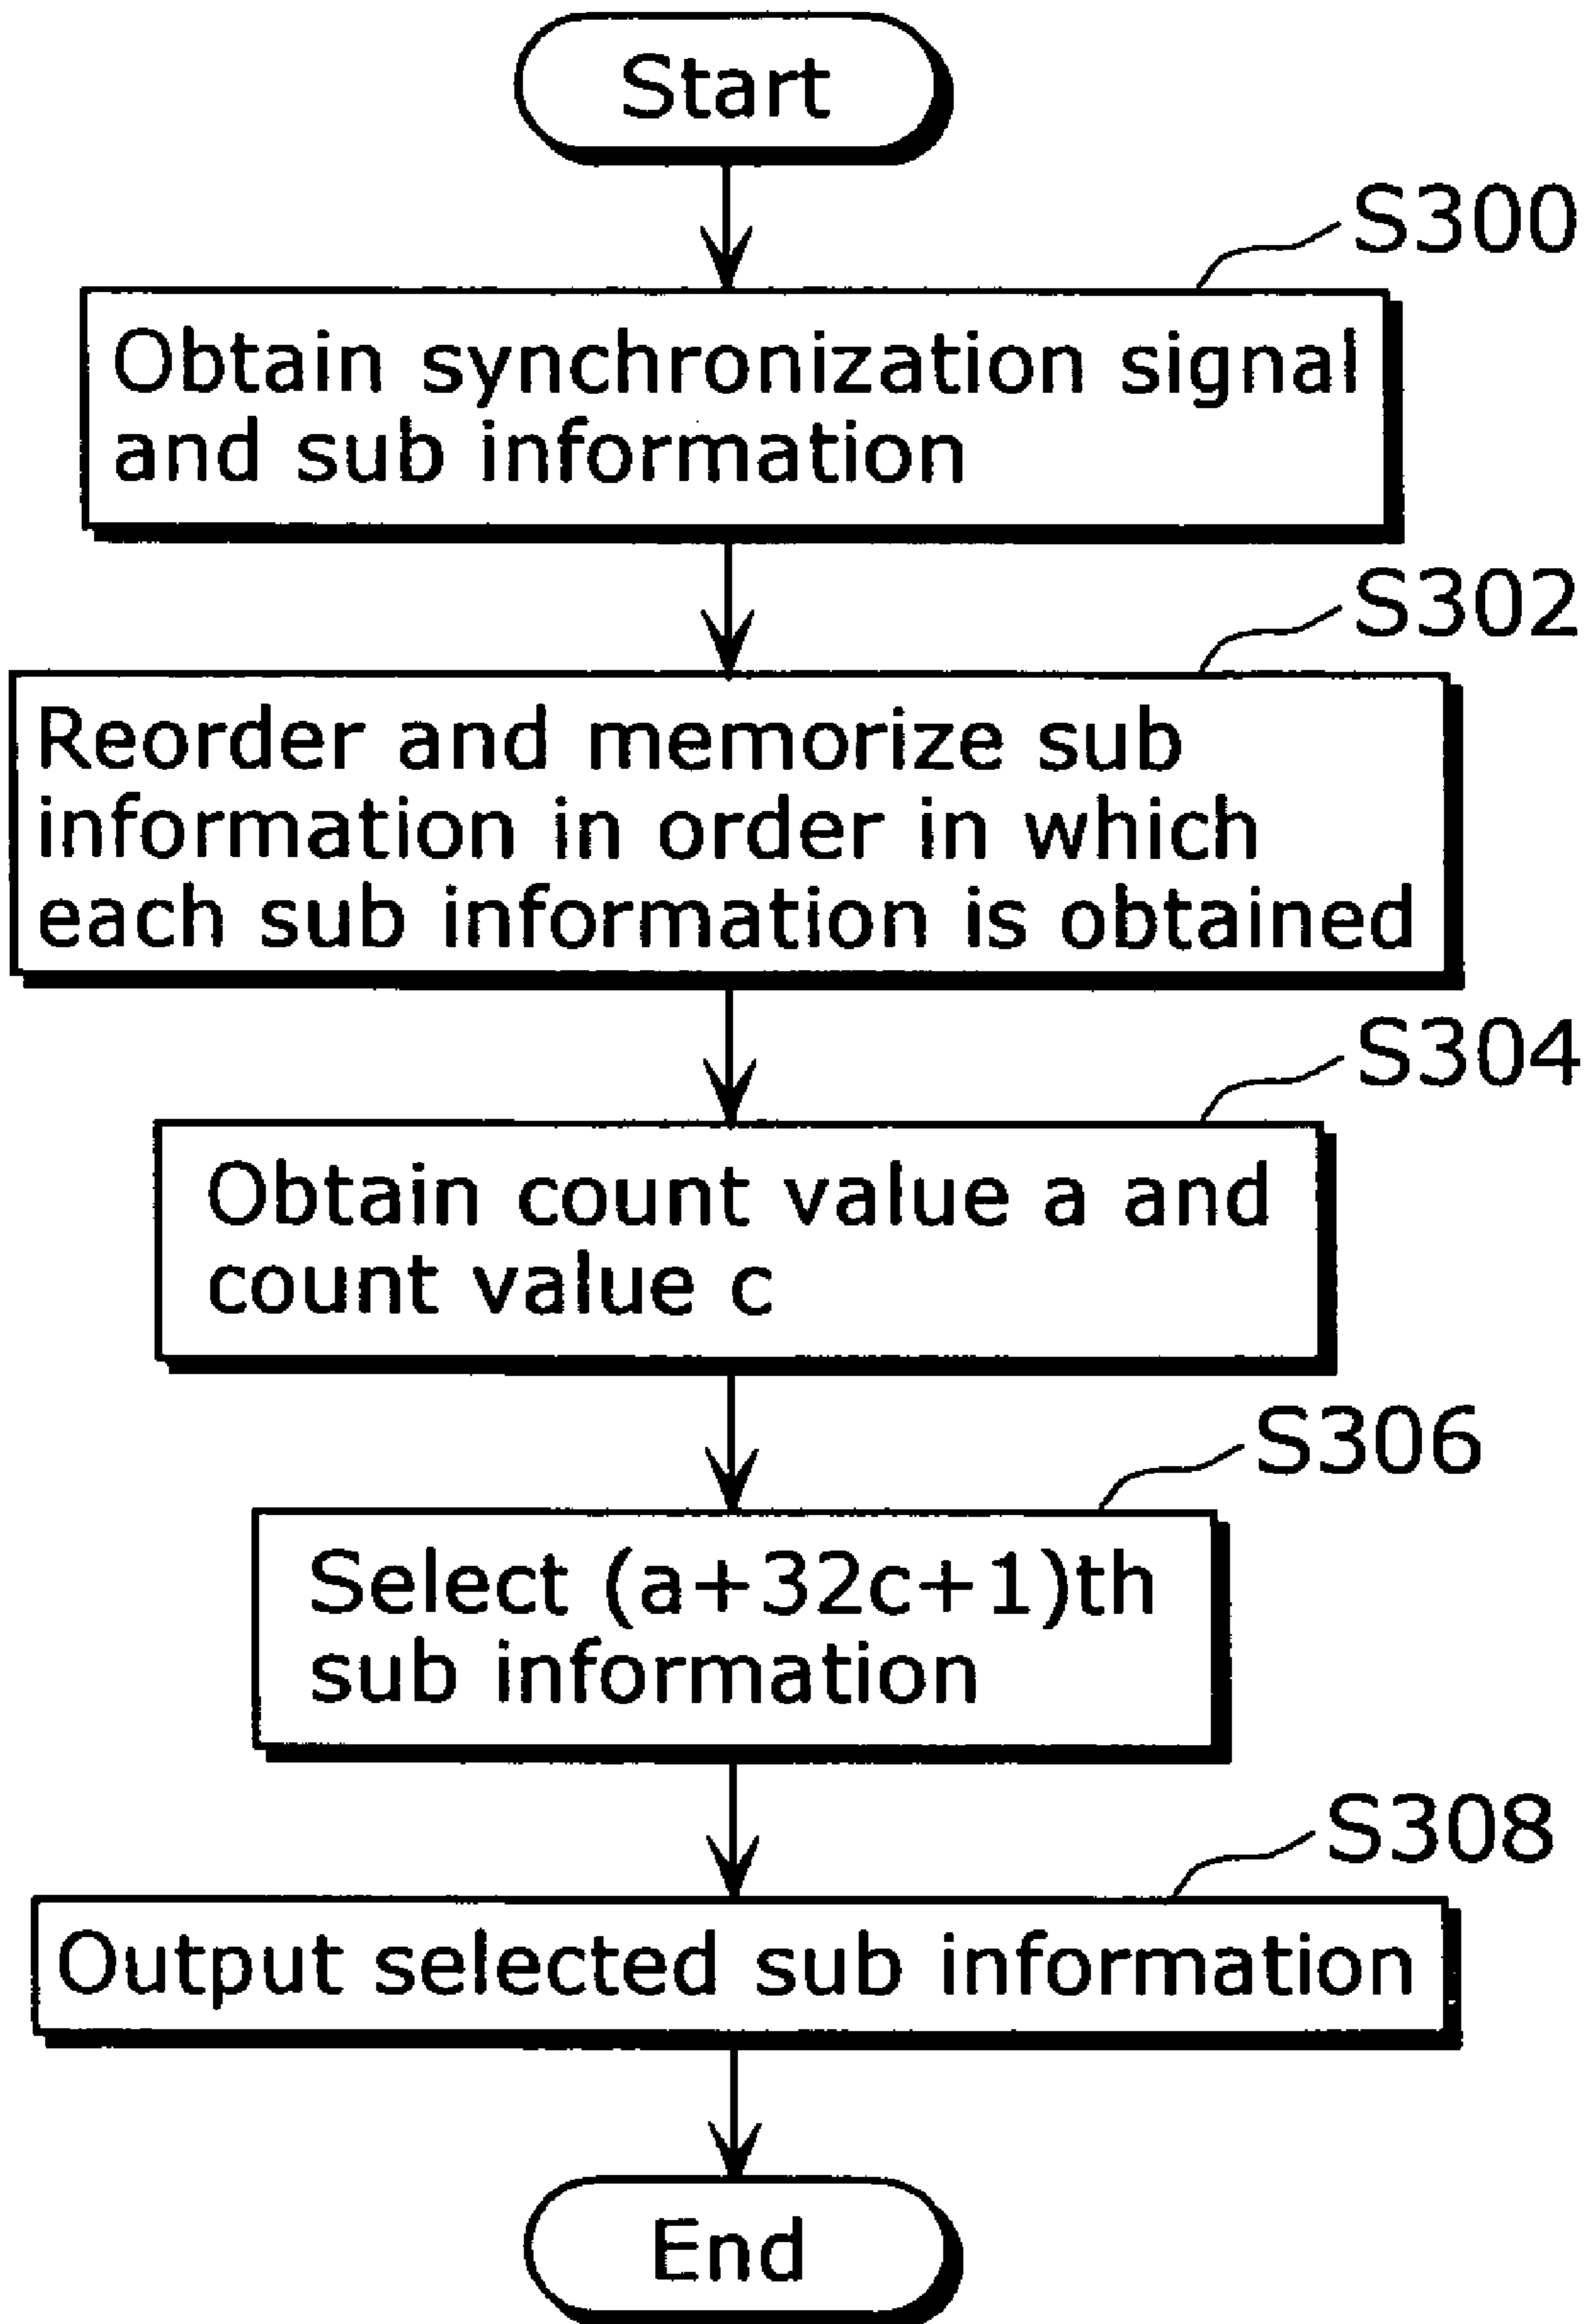 Start
S300
Obtain synchronization signal
and sub information
S302
Reorder and memorize sub
information in order in which
each sub information is obtained
S304
Obtain count value a and
count value c
S306
Select (a+32c+1)th
sub information
S308
Output selected sub information
End